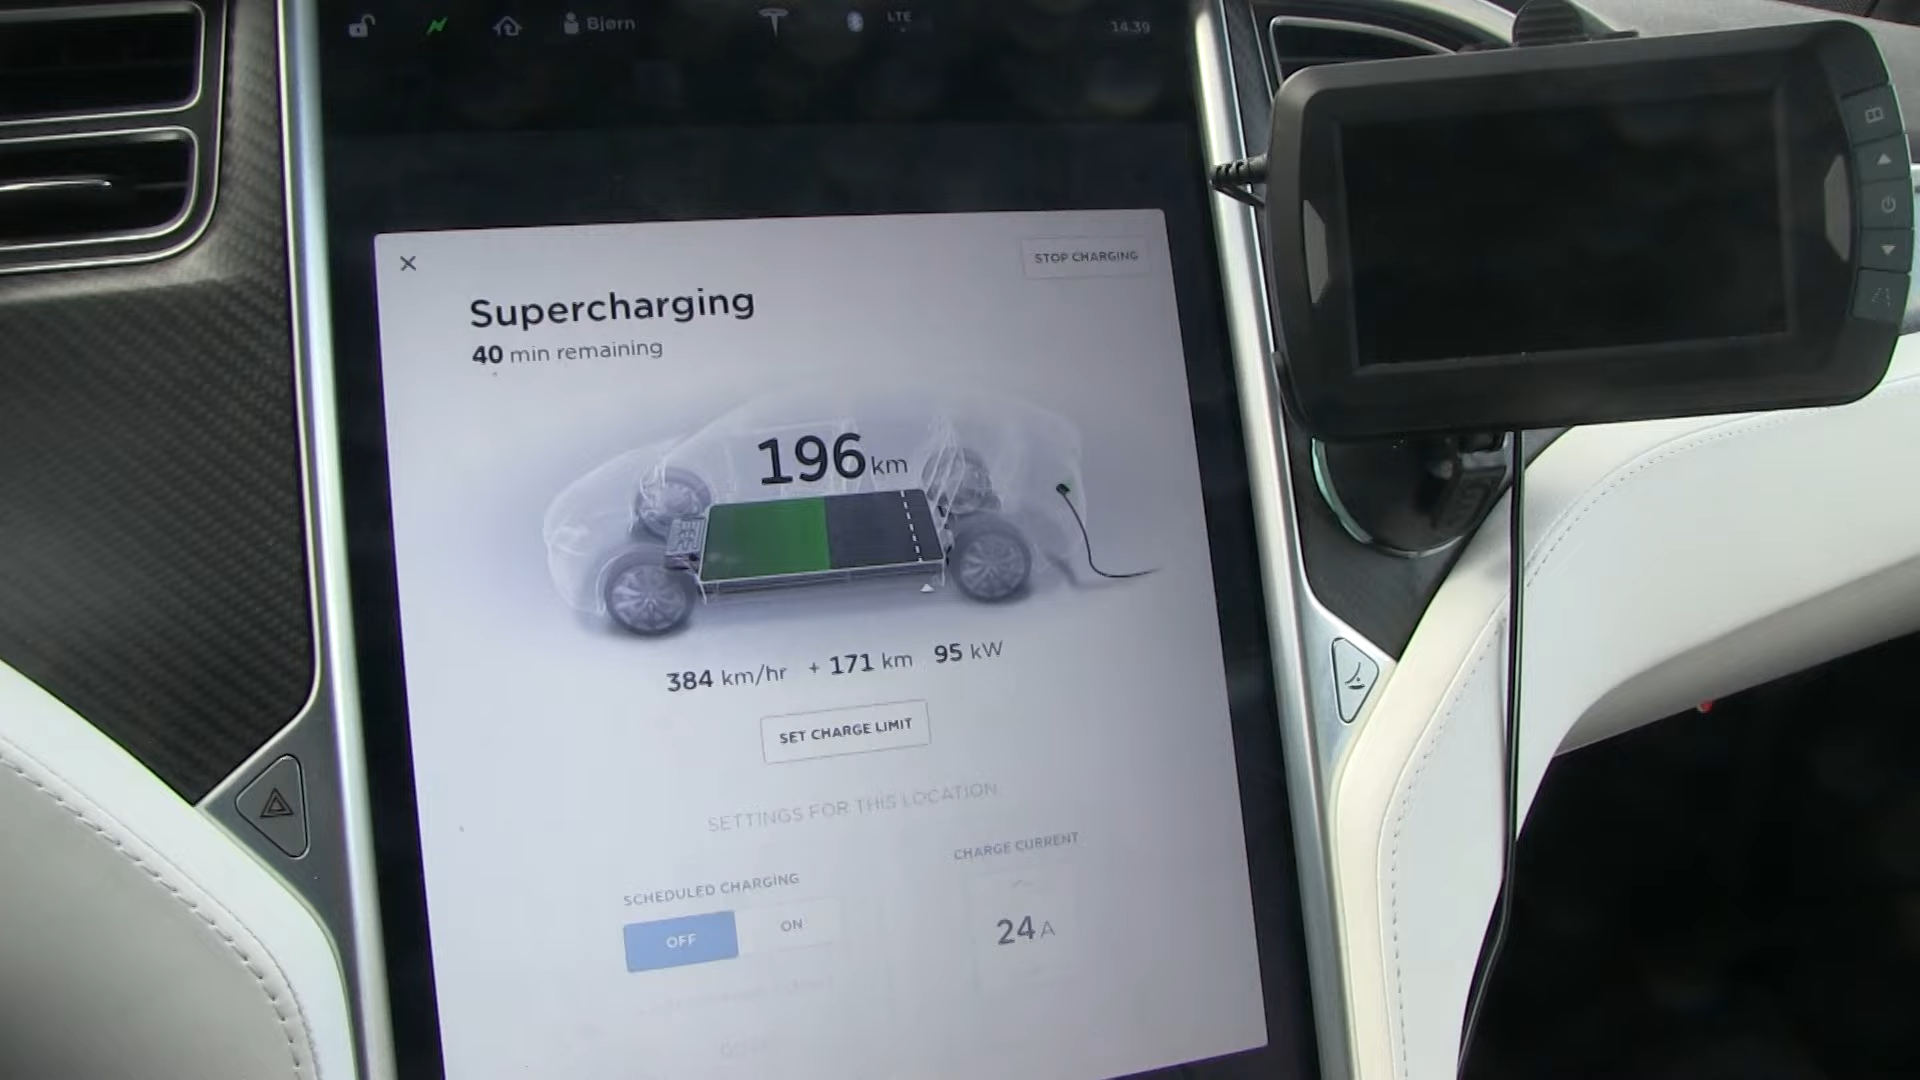 Bjørn
LTE
14.39
STOP CHARGING
Supercharging
40 min remaining
196 km
384 km/hr + 171 km 95 kW
SET CHARGE LIMIT
SETTINGS FOR THIS LOCATION
CHARGE CURRENT
SCHEDULED CHARGING
OFF ON
24 A